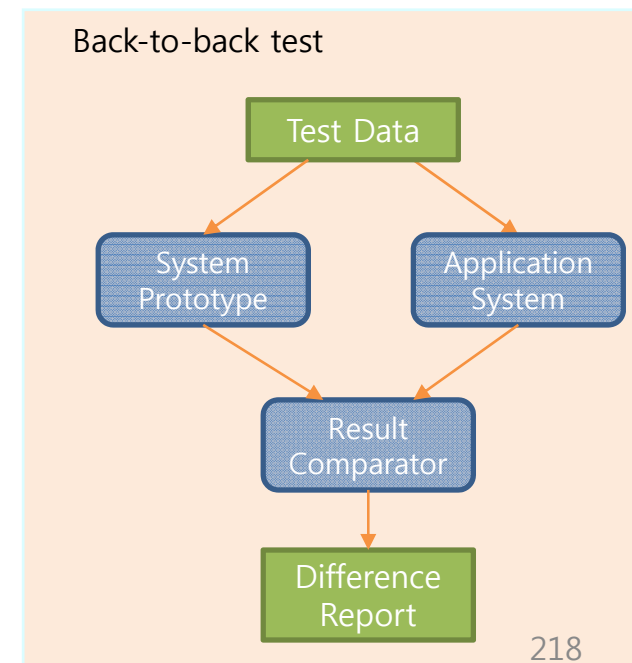 Back-to-back test
Test Data
System
Prototype
Application
System
Result
Comparator
Difference
Report
218